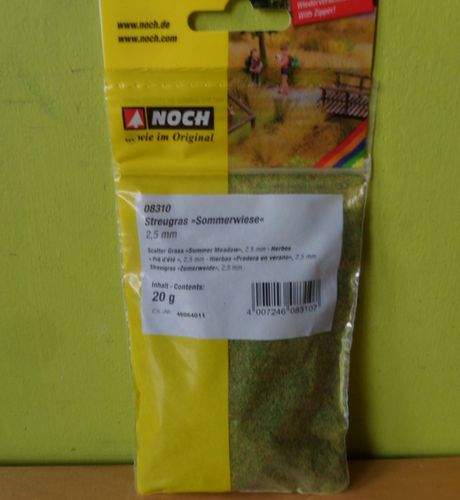 Wiederverschließbar
With Zipper!
www.noch.de
www.noch.com
NOCH
... wie im Original
08310
Streugras »Sommerwiese«
2,5 mm
Scatter Grass »Summer Meadow«, 2.5 mm - Herbes
» Pré d'été «, 2,5 mm - Hierbas »Pradera en verano«, 2,5 mm
Strooigras »Zomerweide«, 2,5 mm
Inhalt - Contents:
20 g
4 007246 083107